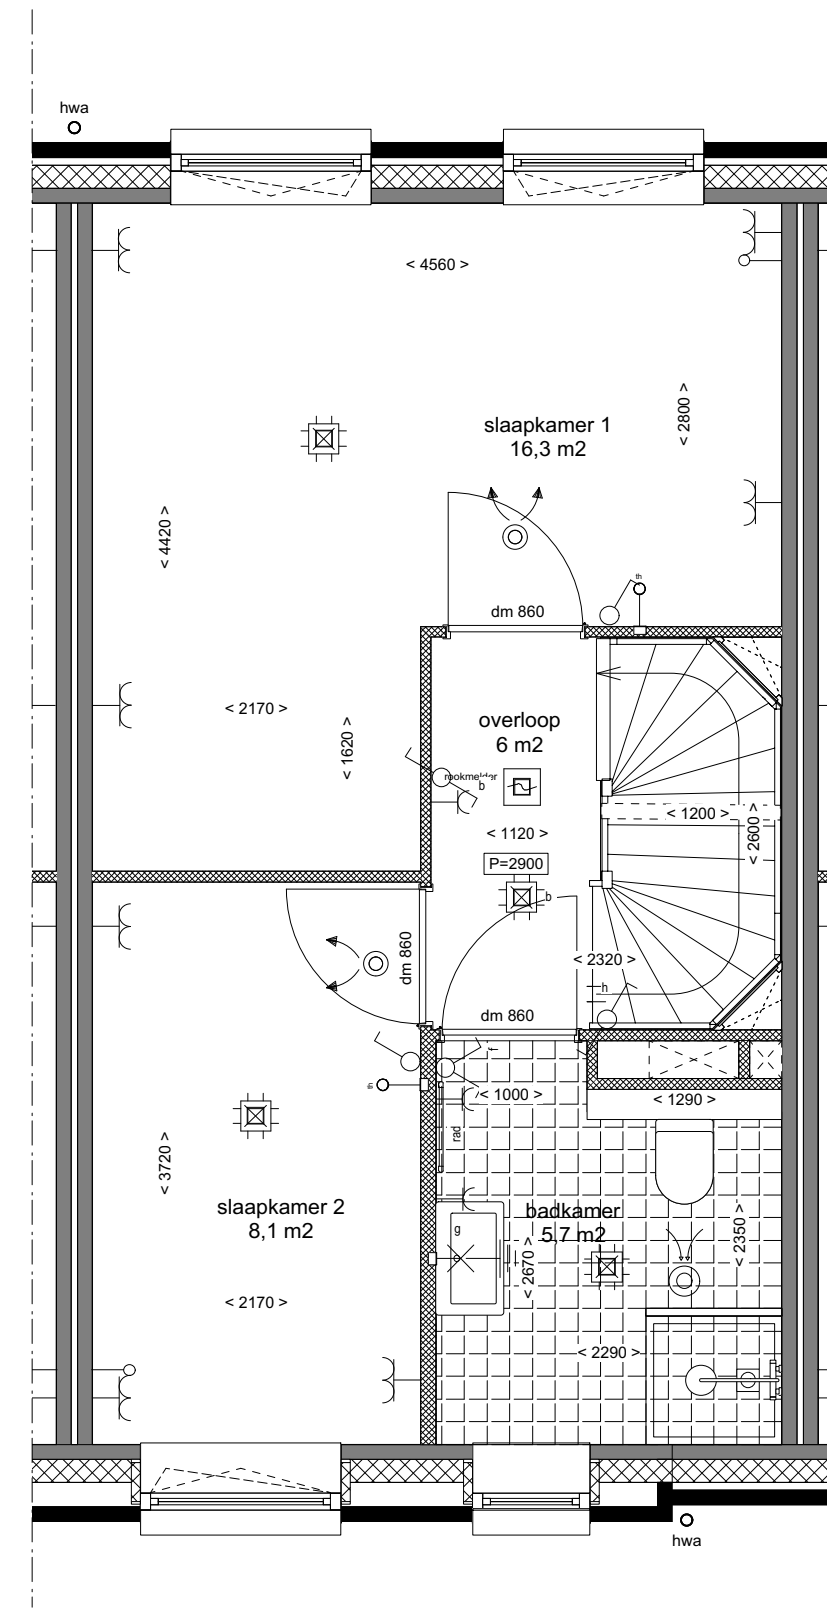 hwa
< 4560 >
< 2800 >
slaapkamer 1
16,3 m2
< 4420 >
th
dm 860
< 2170 >
overloop
6 m2
< 1620 >
rookmelder
b
< 1200 >
< 2600 >
< 1120 >
P=2900
b
dm 860
< 2320 >
h
dm 860
f
th
< 1000 >
< 1290 >
rad
< 3720 >
slaapkamer 2
8,1 m2
badkamer
5,7 m2
g
< 2350 >
< 2670 >
< 2170 >
< 2290 >
hwa